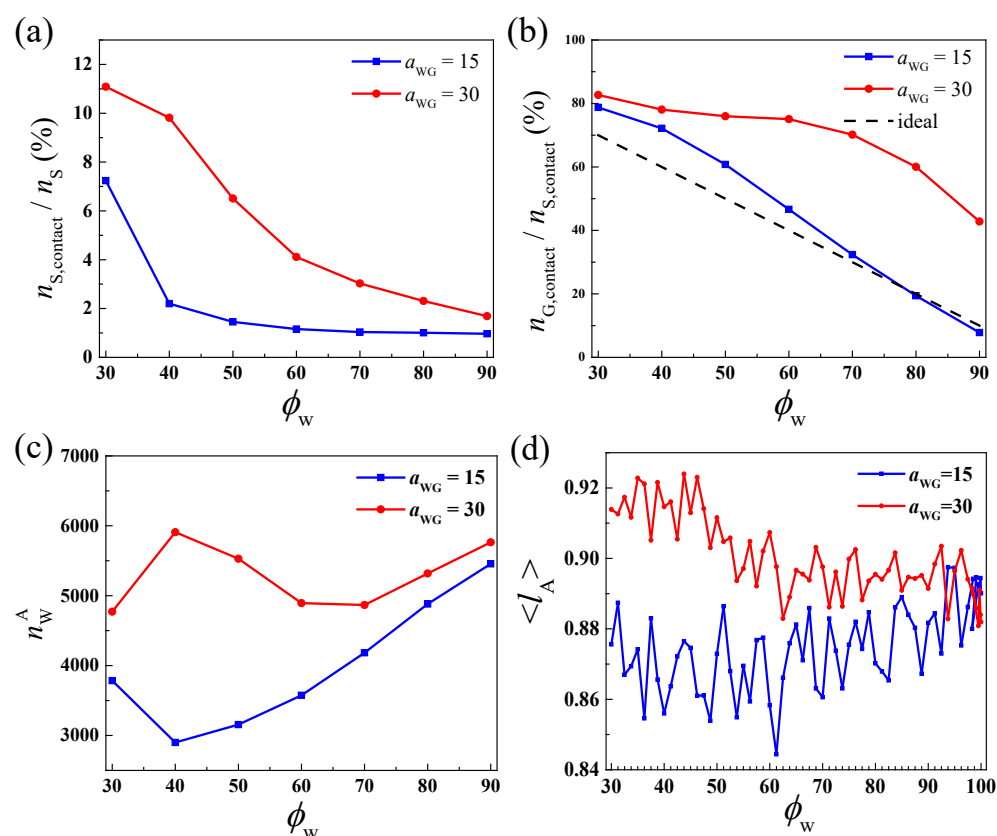 (a)
n_S,contact / n_S (%)
a_WG = 15
a_WG = 30
12
10
8
6
4
2
0
30 40 50 60 70 80 90
ϕ_w
(b)
n_G,contact / n_S,contact (%)
a_WG = 15
a_WG = 30
ideal
100
80
60
40
20
0
30 40 50 60 70 80 90
ϕ_w
(c)
n_W^A
a_WG = 15
a_WG = 30
7000
6000
5000
4000
3000
30 40 50 60 70 80 90
ϕ_w
(d)
<l_A>
a_WG=15
a_WG=30
0.92
0.90
0.88
0.86
0.84
30 40 50 60 70 80 90 100
ϕ_w